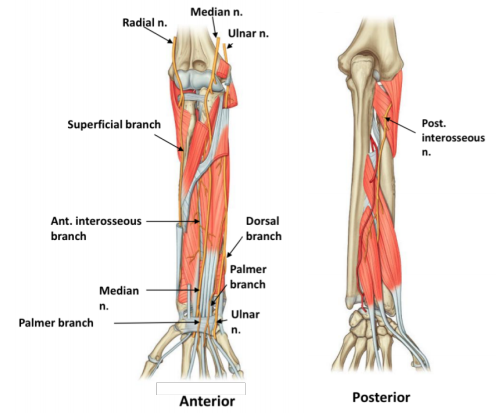 Median n.
Radial n.
Ulnar n.
Superficial branch
Post.
interosseous
n.
Ant. interosseous
branch
Dorsal
branch
Palmer
branch
Median
n.
Palmer branch
Ulnar
n.
Anterior
Posterior